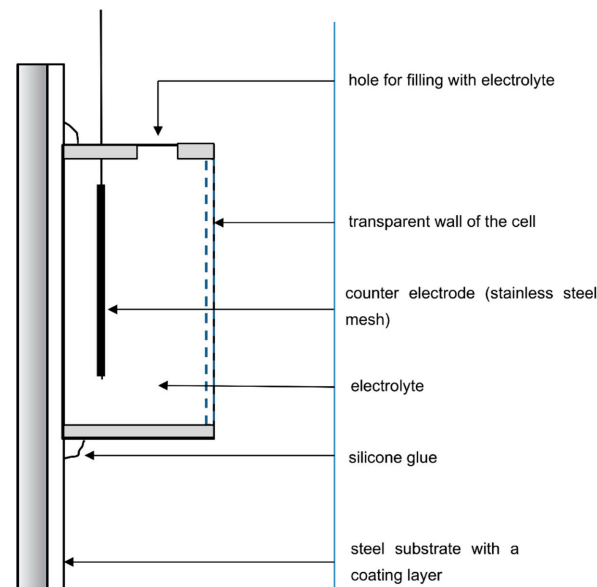 hole for filling with electrolyte
transparent wall of the cell
counter electrode (stainless steel
mesh)
electrolyte
silicone glue
steel substrate with a
coating layer